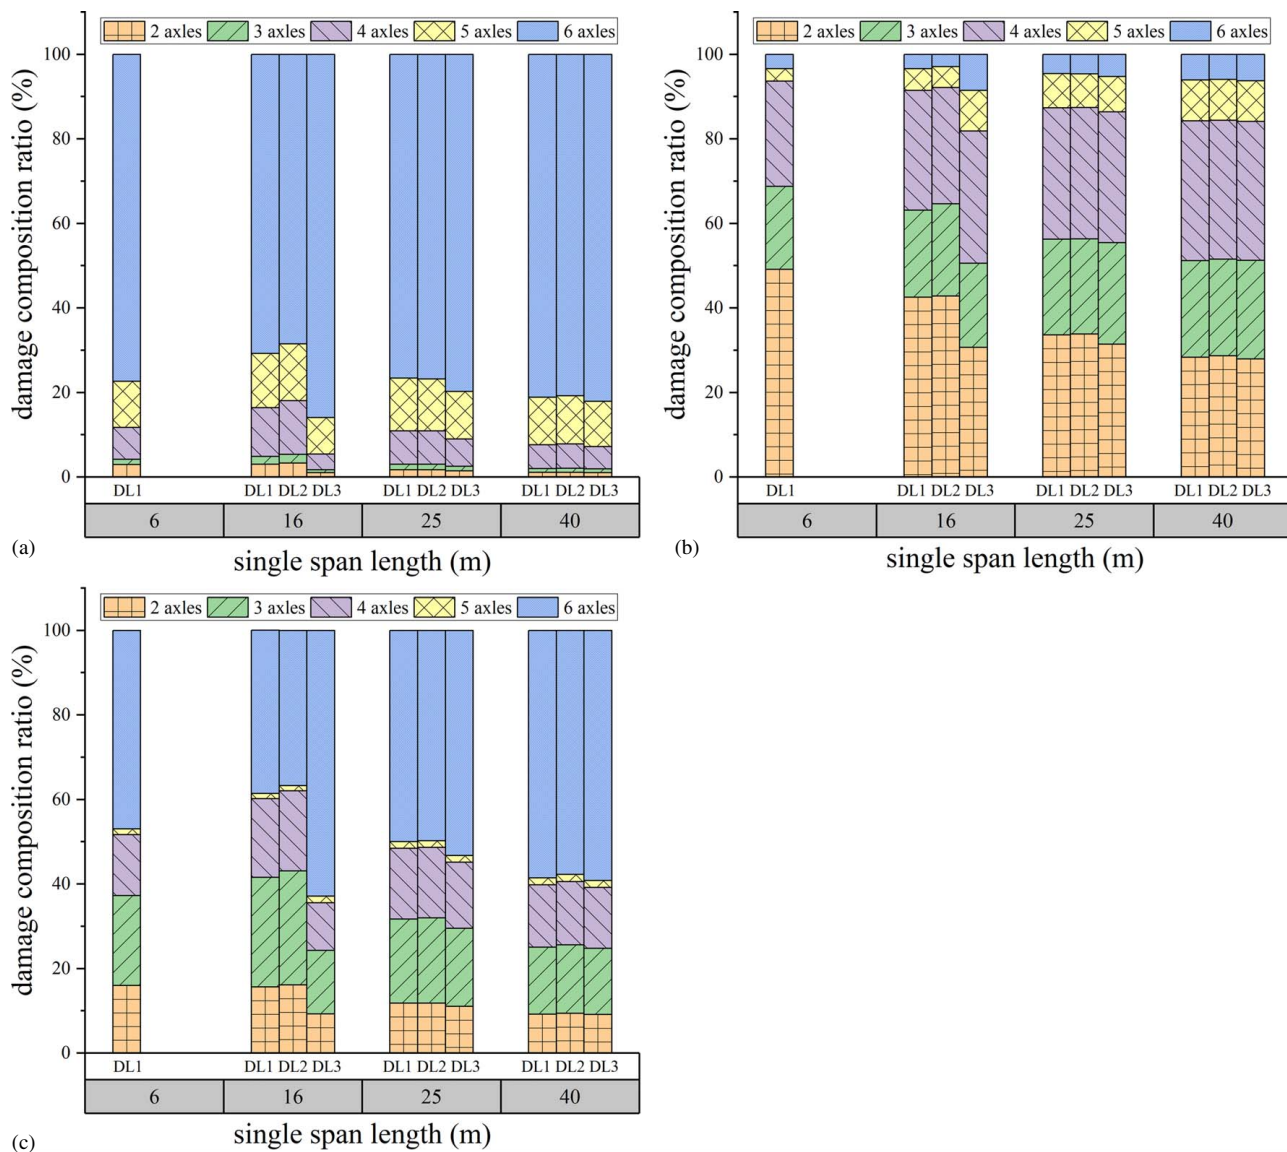 2 axles 3 axles 4 axles 5 axles 6 axles
100
80
60
40
20
0
damage composition ratio (%)
DL1 DL1 DL2 DL3 DL1 DL2 DL3 DL1 DL2 DL3
6 16 25 40
single span length (m)
(a)
2 axles 3 axles 4 axles 5 axles 6 axles
100
80
60
40
20
0
damage composition ratio (%)
DL1 DL1 DL2 DL3 DL1 DL2 DL3 DL1 DL2 DL3
6 16 25 40
single span length (m)
(b)
2 axles 3 axles 4 axles 5 axles 6 axles
100
80
60
40
20
0
damage composition ratio (%)
DL1 DL1 DL2 DL3 DL1 DL2 DL3 DL1 DL2 DL3
6 16 25 40
single span length (m)
(c)